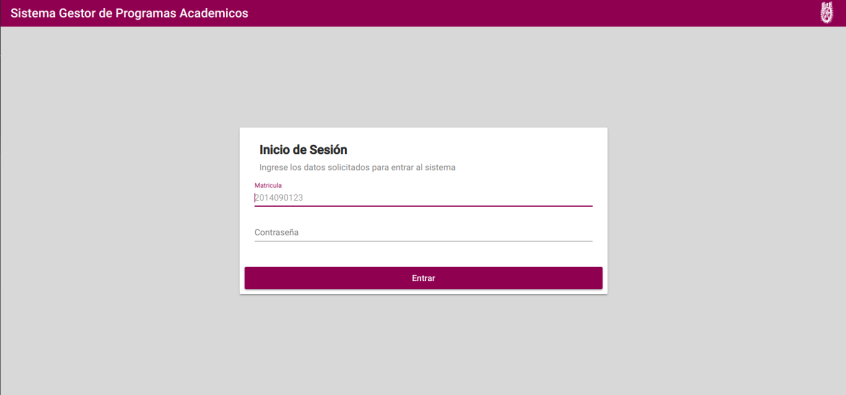 Sistema Gestor de Programas Academicos
Inicio de Sesión
Ingrese los datos solicitados para entrar al sistema
Matricula
2014090123
Contraseña
Entrar